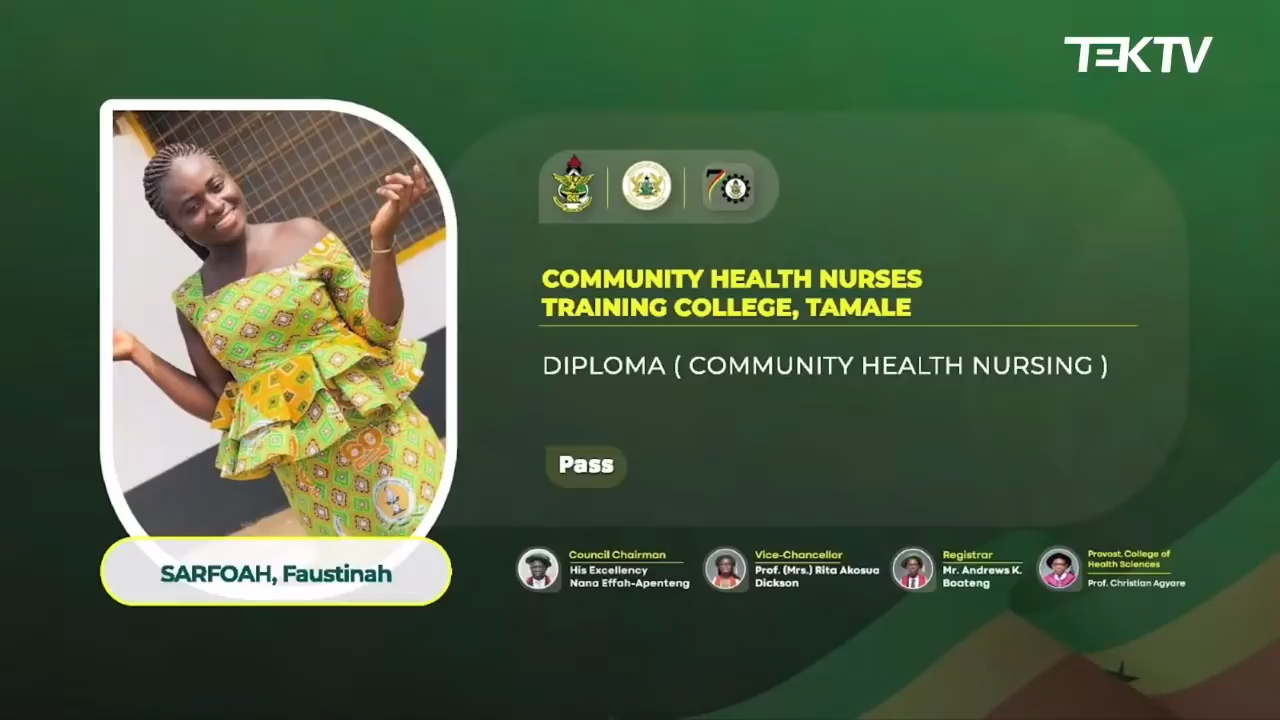 TEKTV
COMMUNITY HEALTH NURSES
TRAINING COLLEGE, TAMALE
DIPLOMA ( COMMUNITY HEALTH NURSING )
Pass
SARFOAH, Faustinah
Council Chairman
His Excellency
Nana Effah-Apenteng
Vice-Chancellor
Prof. (Mrs.) Rita Akosua
Dickson
Registrar
Mr. Andrews K.
Boateng
Provost, College of
Health Sciences
Prof. Christian Agyare